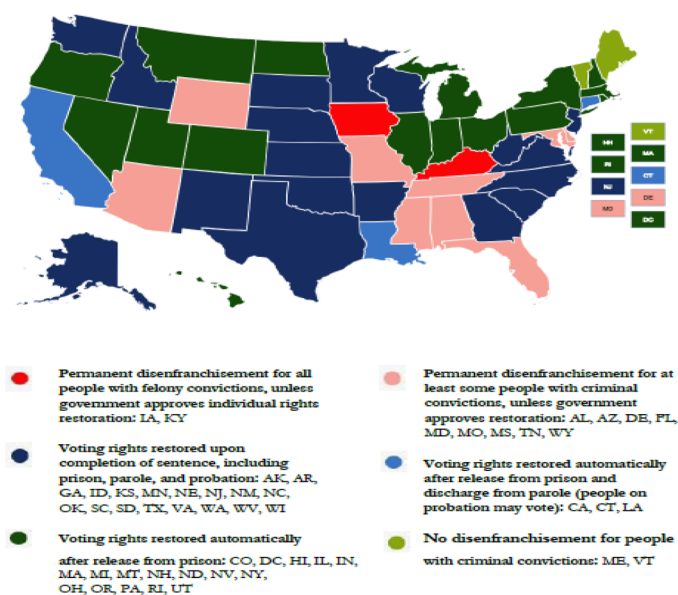 NH
VT
RI
MA
NJ
CT
MD
DE
DC
Permanent disenfranchisement for all
people with felony convictions, unless
government approves individual rights
restoration: IA, KY
Permanent disenfranchisement for at
least some people with criminal
convictions, unless government
approves restoration: AL, AZ, DE, FL,
MD, MO, MS, TN, WY
Voting rights restored upon
completion of sentence, including
prison, parole, and probation: AK, AR,
GA, ID, KS, MN, NE, NJ, NM, NC,
OK, SC, SD, TX, VA, WA, WV, WI
Voting rights restored automatically
after release from prison and
discharge from parole (people on
probation may vote): CA, CT, LA
Voting rights restored automatically
after release from prison: CO, DC, HI, IL, IN,
MA, MI, MT, NH, ND, NV, NY,
OH, OR, PA, RI, UT
No disenfranchisement for people
with criminal convictions: ME, VT